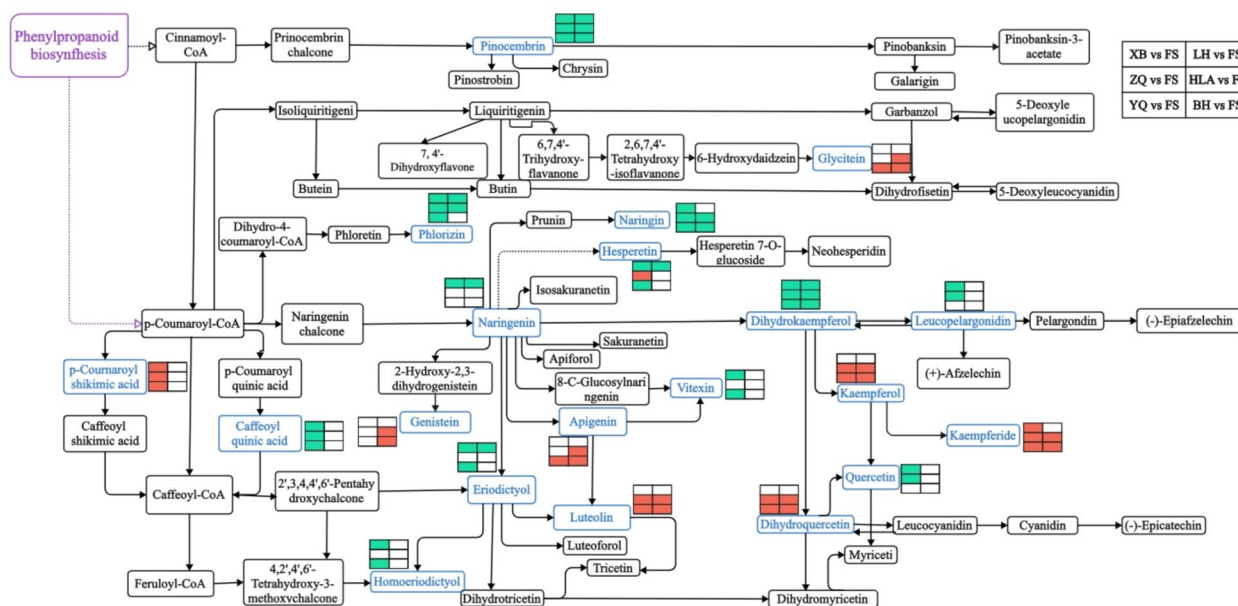 Phenylpropanoid
biosynfhesis
Cinnamoyl-
CoA
Prinocembrin
chalcone
Pinocembrin
Pinobanksin
Pinobanksin-3-
acetate
Pinostrobin
Chrysin
Galarigin
XB vs FS
LH vs FS
ZQ vs FS
HLA vs F
YQ vs FS
BH vs FS
Isoliquiritigeni
Liquiritigenin
Garbanzol
5-Deoxyle
ucopelargonidin
7, 4'-
Dihydroxyflavone
6,7,4'-
Trihydroxy-
flavanone
2,6,7,4'-
Tetrahydroxy
-isoflavanone
6-Hydroxydaidzein
Glycitein
Butein
Butin
Dihydrofisetin
5-Deoxyleucocyanidin
Dihydro-4-
coumaroyl-CoA
Phloretin
Phlorizin
Prunin
Naringin
Hesperetin
Hesperetin 7-O-
glucoside
Neohesperidin
Isosakuranetin
p-Coumaroyl-CoA
Naringenin
chalcone
Naringenin
Dihydrokaempferol
Leucopelargonidin
Pelargondin
(-)-Epiafzelechin
Sakuranetin
Apiforol
(+)-Afzelechin
p-Cournaroyl
shikimic acid
p-Coumaroyl
quinic acid
2-Hydroxy-2,3-
dihydrogenistein
8-C-Glucosylnari
ngenin
Vitexin
Kaempferol
Caffeoyl
shikimic acid
Caffeoyl
quinic acid
Genistein
Apigenin
Kaempferide
Caffeoyl-CoA
2',3,4,4',6'-Pentahy
droxychalcone
Eriodictyol
Quercetin
Luteolin
Dihydroquercetin
Leucocyanidin
Cyanidin
(-)-Epicatechin
Luteoforol
Myriceti
Feruloyl-CoA
4,2',4',6'-
Tetrahydroxy-3-
methoxychalcone
Homoeriodictyol
Tricetin
Dihydrotricetin
Dihydromyricetin